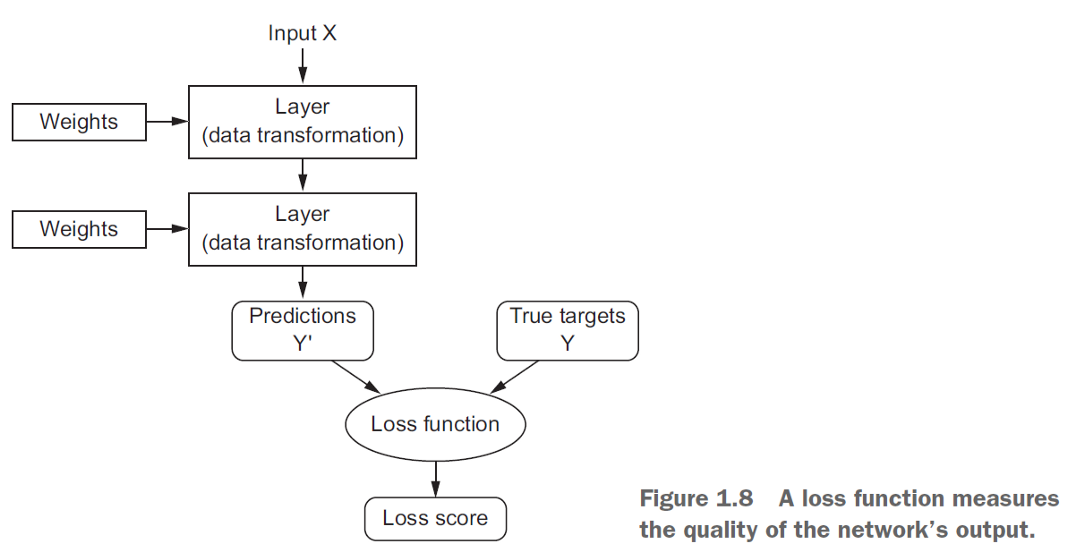 Input X
Weights
Layer
(data transformation)
Weights
Layer
(data transformation)
Predictions
Y'
True targets
Y
Loss function
Loss score
Figure 1.8 A loss function measures
the quality of the network’s output.